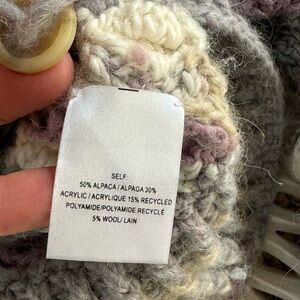 SELF:
50% ALPACA / ALPAGA 30%
ACRYLIC / ACRYLIQUE 15% RECYCLED
POLYAMIDE/POLYAMIDE RECYCLÉ
5% WOOL/ LAIN